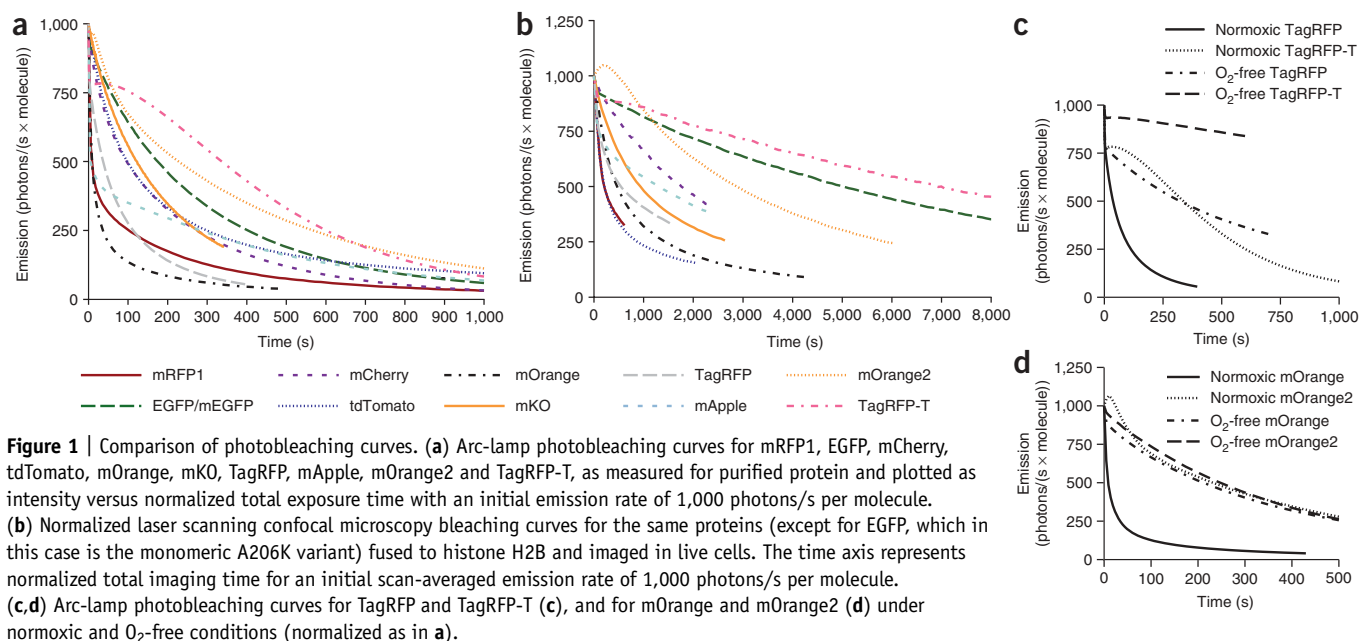 a
1,000
750
500
250
0
Emission (photons/(s × molecule))
0 100 200 300 400 500 600 700 800 900 1,000
Time (s)
b
1,250
1,000
750
500
250
0
Emission (photons/(s × molecule))
0 1,000 2,000 3,000 4,000 5,000 6,000 7,000 8,000
Time (s)
mRFP1 mCherry mOrange TagRFP mOrange2
EGFP/mEGFP tdTomato mKO mApple TagRFP-T
c
Normoxic TagRFP
Normoxic TagRFP-T
O₂-free TagRFP
O₂-free TagRFP-T
1,000
750
500
250
0
Emission
(photons/(s × molecule))
0 250 500 750 1,000
Time (s)
d
Normoxic mOrange
Normoxic mOrange2
O₂-free mOrange
O₂-free mOrange2
1,250
1,000
750
500
250
0
Emission
(photons/(s × molecule))
0 100 200 300 400 500
Time (s)
Figure 1 | Comparison of photobleaching curves. (a) Arc-lamp photobleaching curves for mRFP1, EGFP, mCherry,
tdTomato, mOrange, mKO, TagRFP, mApple, mOrange2 and TagRFP-T, as measured for purified protein and plotted as
intensity versus normalized total exposure time with an initial emission rate of 1,000 photons/s per molecule.
(b) Normalized laser scanning confocal microscopy bleaching curves for the same proteins (except for EGFP, which in
this case is the monomeric A206K variant) fused to histone H2B and imaged in live cells. The time axis represents
normalized total imaging time for an initial scan-averaged emission rate of 1,000 photons/s per molecule.
(c,d) Arc-lamp photobleaching curves for TagRFP and TagRFP-T (c), and for mOrange and mOrange2 (d) under
normoxic and O₂-free conditions (normalized as in a).